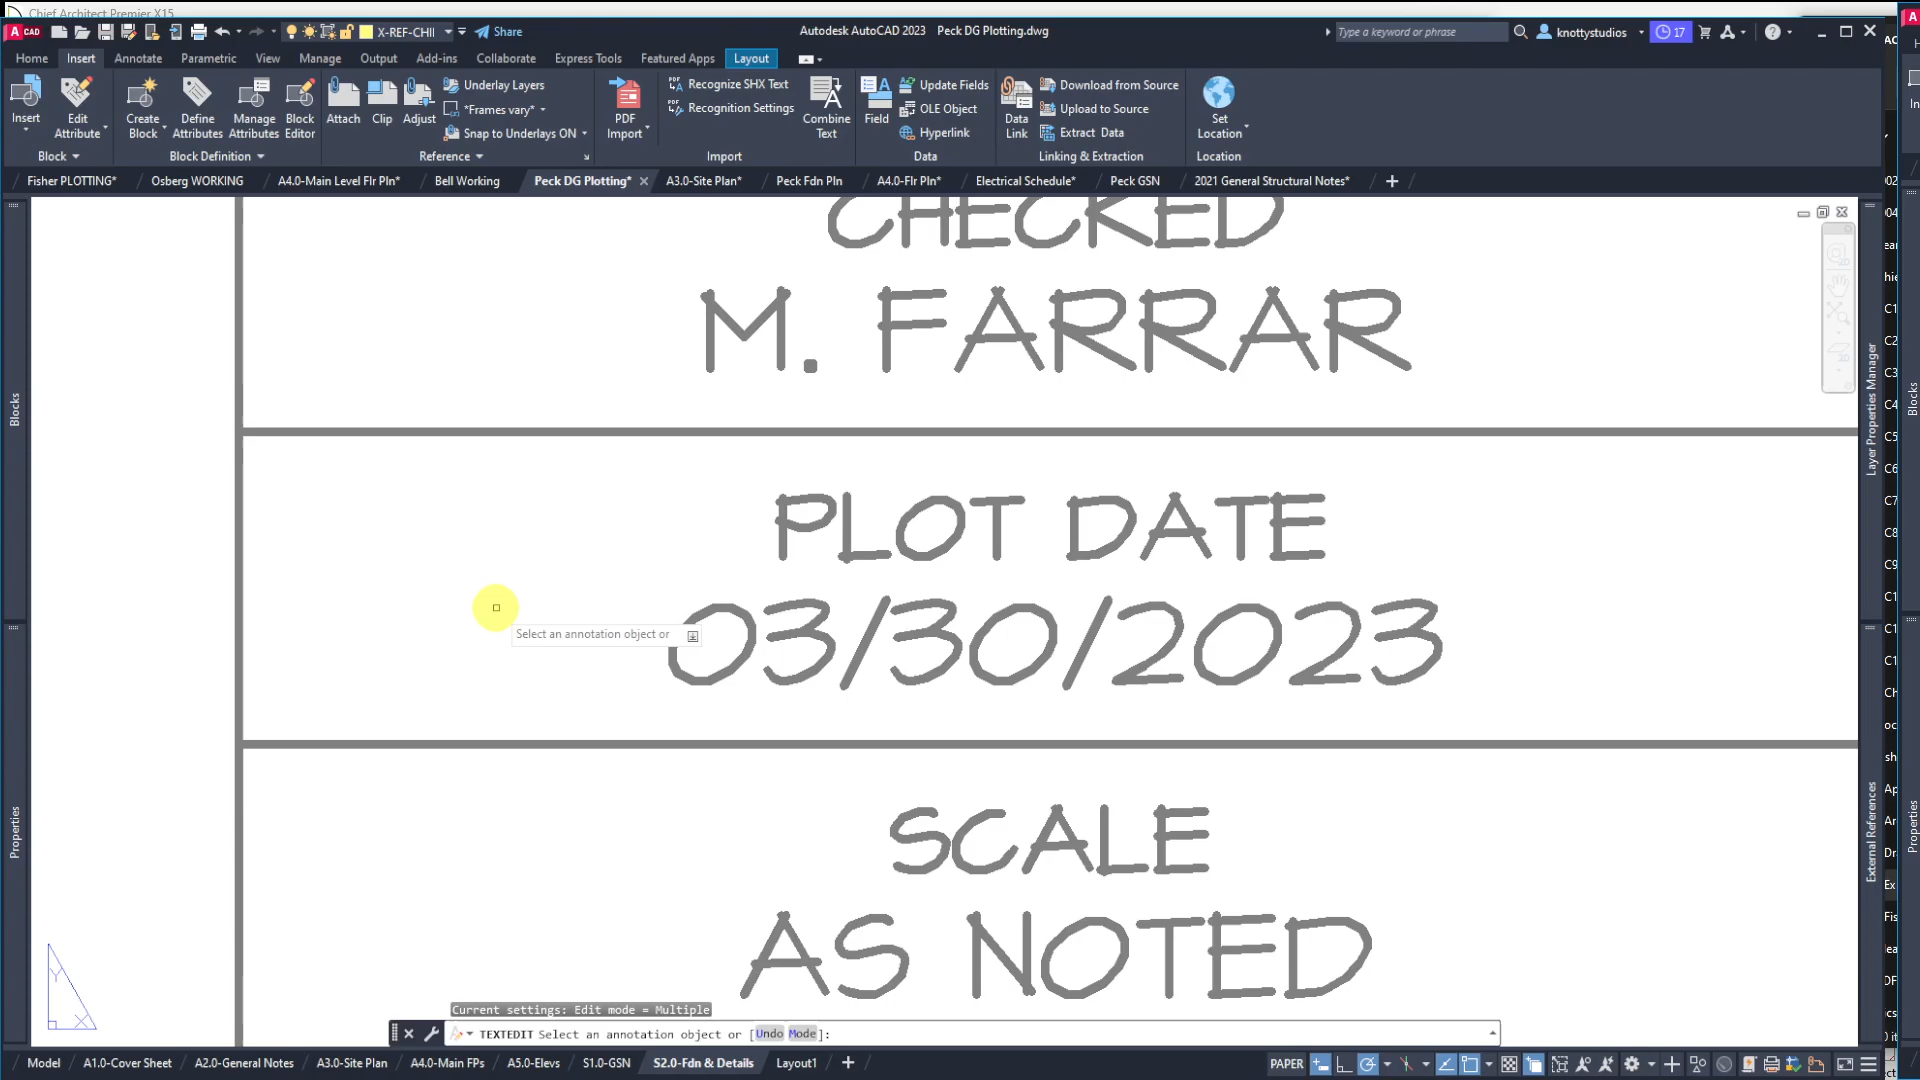 Chief Architect Premier X15
CAD X-REF-CHII Share Autodesk AutoCAD 2023 Peck DG Plotting.dwg Type a keyword or phrase knottystudios 17
Home Insert Annotate Parametric View Manage Output Add-ins Collaborate Express Tools Featured Apps Layout
Insert
Edit Attribute
Block
Create Block
Define Attributes
Manage Attributes
Block Editor
Block Definition
Attach
Clip
Adjust
Underlay Layers
*Frames vary*
Snap to Underlays ON
Reference
PDF Import
Recognize SHX Text
Recognition Settings
Combine Text
Import
Field
Update Fields
OLE Object
Hyperlink
Data
Data Link
Download from Source
Upload to Source
Extract Data
Linking & Extraction
Set Location
Location
Fisher PLOTTING* Osberg WORKING A4.0-Main Level Flr Pln* Bell Working Peck DG Plotting* A3.0-Site Plan* Peck Fdn Pln A4.0-Flr Pln* Electrical Schedule* Peck GSN 2021 General Structural Notes*
CHECKED
M. FARRAR
PLOT DATE
03/30/2023
Select an annotation object or
SCALE
AS NOTED
Blocks
Properties
Layer Properties Manager
External References
Blocks
Properties
Y
X
Current settings: Edit mode = Multiple
TEXTEDIT Select an annotation object or [Undo Mode]:
Model A1.0-Cover Sheet A2.0-General Notes A3.0-Site Plan A4.0-Main FPs A5.0-Elevs S1.0-GSN S2.0-Fdn & Details Layout1
PAPER